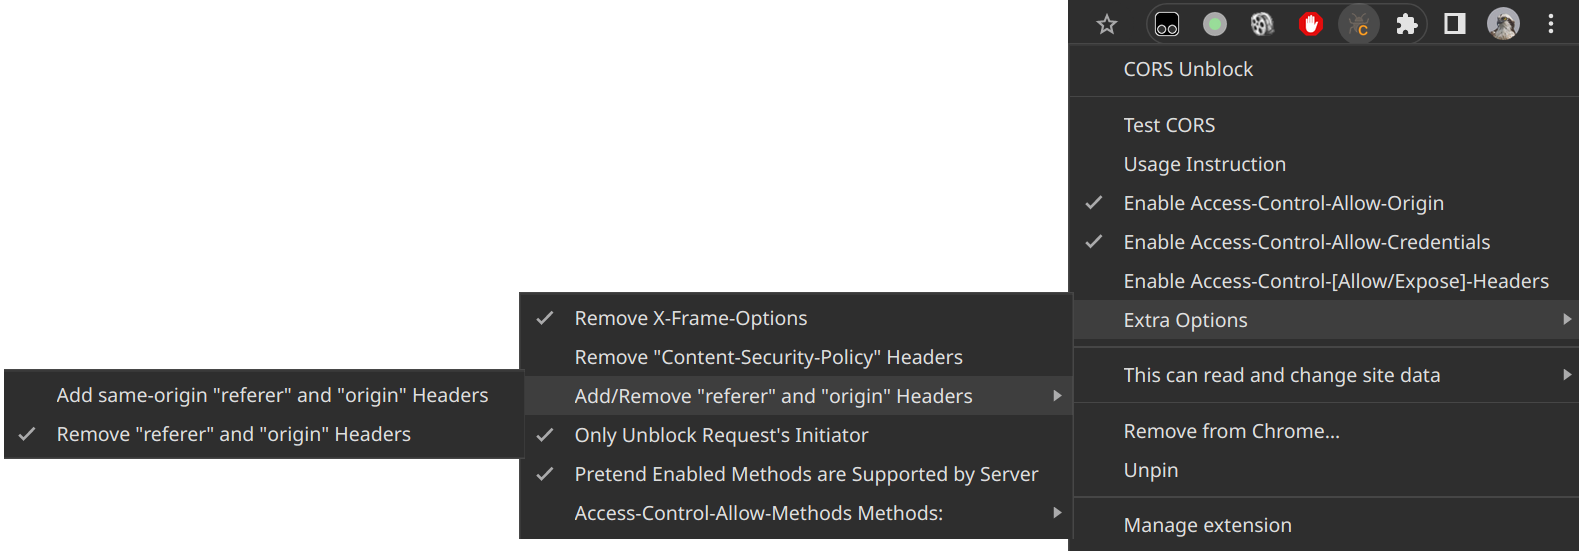 CORS Unblock
Test CORS
Usage Instruction
Enable Access-Control-Allow-Origin
Enable Access-Control-Allow-Credentials
Enable Access-Control-[Allow/Expose]-Headers
Extra Options
This can read and change site data
Remove from Chrome...
Unpin
Manage extension
Remove X-Frame-Options
Remove "Content-Security-Policy" Headers
Add/Remove "referer" and "origin" Headers
Only Unblock Request's Initiator
Pretend Enabled Methods are Supported by Server
Access-Control-Allow-Methods Methods:
Add same-origin "referer" and "origin" Headers
Remove "referer" and "origin" Headers